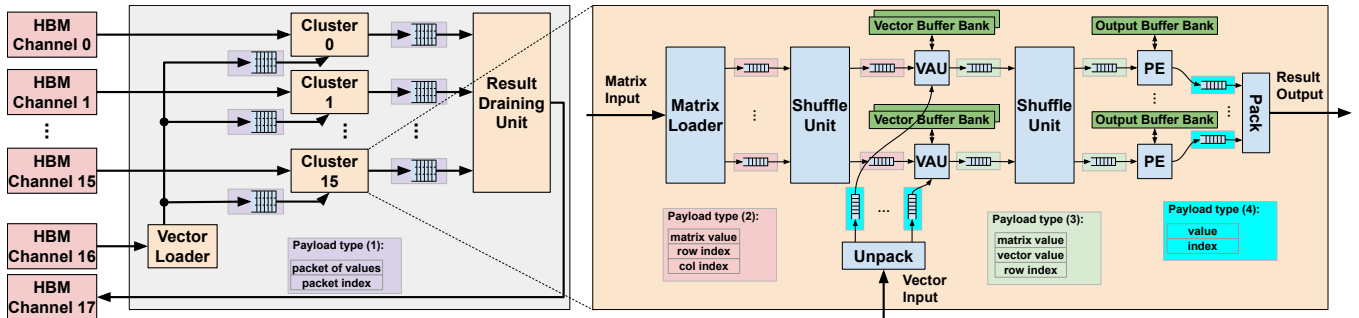 HBM
Channel 0
HBM
Channel 1
⋮
HBM
Channel 15
HBM
Channel 16
HBM
Channel 17
Vector
Loader
Cluster
0
Cluster
1
... ...
Cluster
15
Result
Draining
Unit
Payload type (1):
packet of values
packet index
Matrix
Input
Matrix
Loader
...
Shuffle
Unit
Vector Buffer Bank
VAU
...
Vector Buffer Bank
VAU
...
Unpack
Vector
Input
Shuffle
Unit
Output Buffer Bank
PE
...
Output Buffer Bank
PE
...
Pack
Result
Output
Payload type (2):
matrix value
row index
col index
Payload type (3):
matrix value
vector value
row index
Payload type (4):
value
index